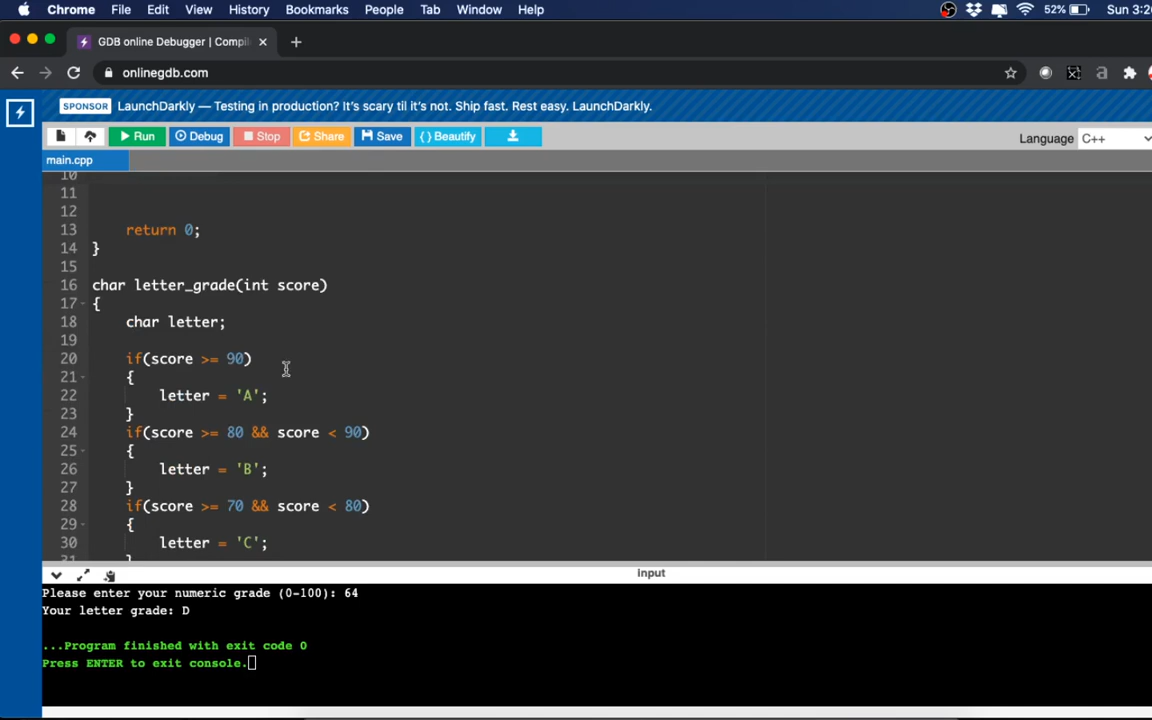 Chrome File Edit View History Bookmarks People Tab Window Help 52% Sun 3:2
GDB online Debugger | Compil
onlinegdb.com
SPONSOR LaunchDarkly — Testing in production? It's scary til it's not. Ship fast. Rest easy. LaunchDarkly.
Run Debug Stop Share Save { } Beautify Language C++
main.cpp
10
11
12
13 return 0;
14 }
15
16 char letter_grade(int score)
17 {
18 char letter;
19
20 if(score >= 90)
21 {
22 letter = 'A';
23 }
24 if(score >= 80 && score < 90)
25 {
26 letter = 'B';
27 }
28 if(score >= 70 && score < 80)
29 {
30 letter = 'C';
31 }
input
Please enter your numeric grade (0-100): 64
Your letter grade: D
...Program finished with exit code 0
Press ENTER to exit console.